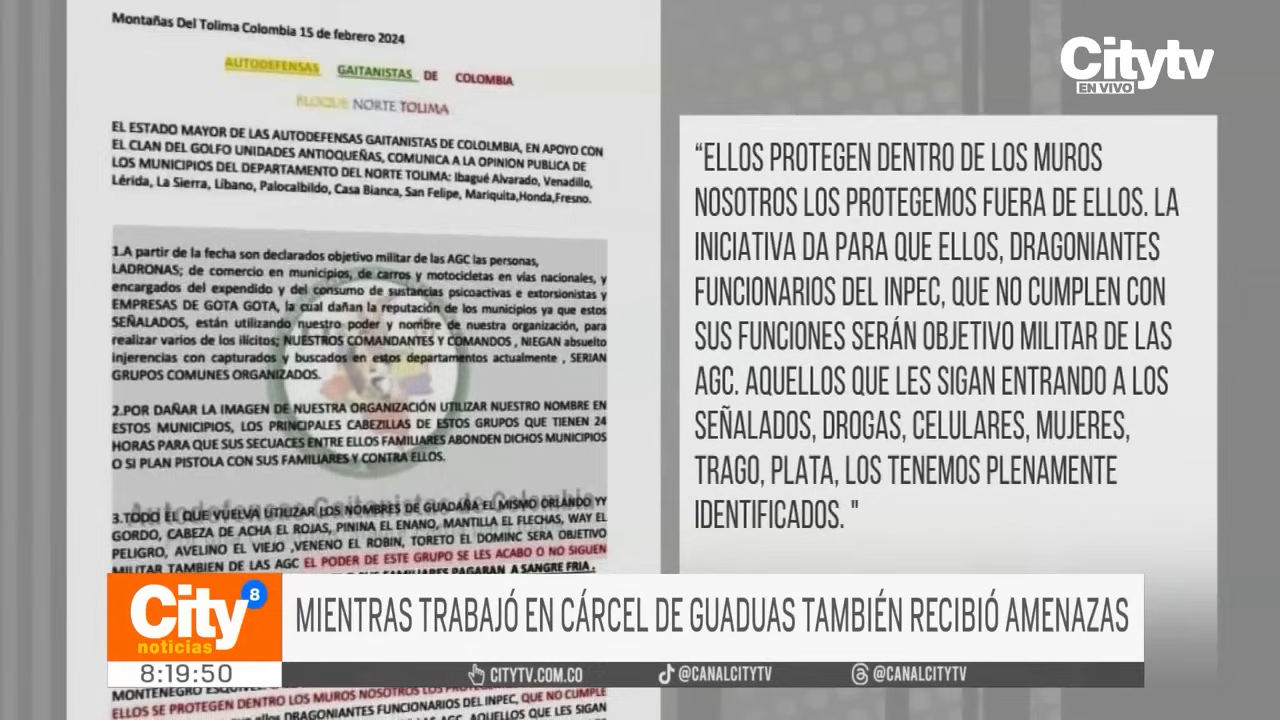 Montañas Del Tolima Colombia 15 de febrero 2024
AUTODEFENSAS GAITANISTAS DE COLOMBIA
BLOQUE NORTE TOLIMA
EL ESTADO MAYOR DE LAS AUTODEFENSAS GAITANISTAS DE COLOLMBIA, EN APOYO CON
EL CLAN DEL GOLFO UNIDADES ANTIOQUEÑAS, COMUNICA A LA OPINION PUBLICA DE
LOS MUNICIPIOS DEL DEPARTAMENTO DEL NORTE TOLIMA: Ibagué Alvarado, Venadillo,
Lérida, La Sierra, Líbano, Palocalbildo, Casa Bianca, San Felipe, Mariquita,Honda,Fresno.
1.A partir de la fecha son declarados objetivo militar de las AGC las personas,
LADRONAS; de comercio en municipios, de carros y motocicletas en vías nacionales, y
encargados del expendido y del consumo de sustancias psicoactivas e extorsionistas y
EMPRESAS DE GOTA GOTA, la cual dañan la reputación de los municipios ya que estos
SEÑALADOS, están utilizando nuestro poder y nombre de nuestra organización, para
realizar varios de los ilícitos; NUESTROS COMANDANTES Y COMANDOS , NIEGAN absuelto
injerencias con capturados y buscados en estos departamentos actualmente , SERIAN
GRUPOS COMUNES ORGANIZADOS.
2.POR DAÑAR LA IMAGEN DE NUESTRA ORGANIZACIÓN UTILIZAR NUESTRO NOMBRE EN
ESTOS MUNICIPIOS, LOS PRINCIPALES CABEZILLAS DE ESTOS GRUPOS QUE TIENEN 24
HORAS PARA QUE SUS SECUACES ENTRE ELLOS FAMILIARES ABONDEN DICHOS MUNICIPIOS
O SI PLAN PISTOLA CON SUS FAMILIARES Y CONTRA ELLOS.
Autodefensas Gaitanistas de Colombia
3.TODO EL QUE VUELVA UTILIZAR LOS NOMBRES DE GUADAÑA EL MISMO ORLANDO YY
GORDO, CABEZA DE ACHA EL ROJAS, PININA EL ENANO, MANTILLA EL FLECHAS, WAY EL
PELIGRO, AVELINO EL VIEJO ,VENENO EL ROBIN, TORETO EL DOMINC SERA OBJETIVO
MILITAR TAMBIEN DE LAS AGC EL PODER DE ESTE GRUPO SE LES ACABO O NO SIGUEN
SUS FAMILIARES PAGARAN A SANGRE FRIA.
MONTENEGRO
ELLOS SE PROTEGEN DENTRO LOS MUROS NOSOTROS LOS
ellos DRAGONIANTES FUNCIONARIOS DEL INPEC, QUE NO CUMPLE
AGC. AQUELLOS QUE LES SIGAN
Citytv
EN VIVO
“ELLOS PROTEGEN DENTRO DE LOS MUROS
NOSOTROS LOS PROTEGEMOS FUERA DE ELLOS. LA
INICIATIVA DA PARA QUE ELLOS, DRAGONIANTES
FUNCIONARIOS DEL INPEC, QUE NO CUMPLEN CON
SUS FUNCIONES SERÁN OBJETIVO MILITAR DE LAS
AGC. AQUELLOS QUE LES SIGAN ENTRANDO A LOS
SEÑALADOS, DROGAS, CELULARES, MUJERES,
TRAGO, PLATA, LOS TENEMOS PLENAMENTE
IDENTIFICADOS. "
City 8
noticias
MIENTRAS TRABAJÓ EN CÁRCEL DE GUADUAS TAMBIÉN RECIBIÓ AMENAZAS
8:19:50
CITYTV.COM.CO
@CANALCITYTV
@CANALCITYTV